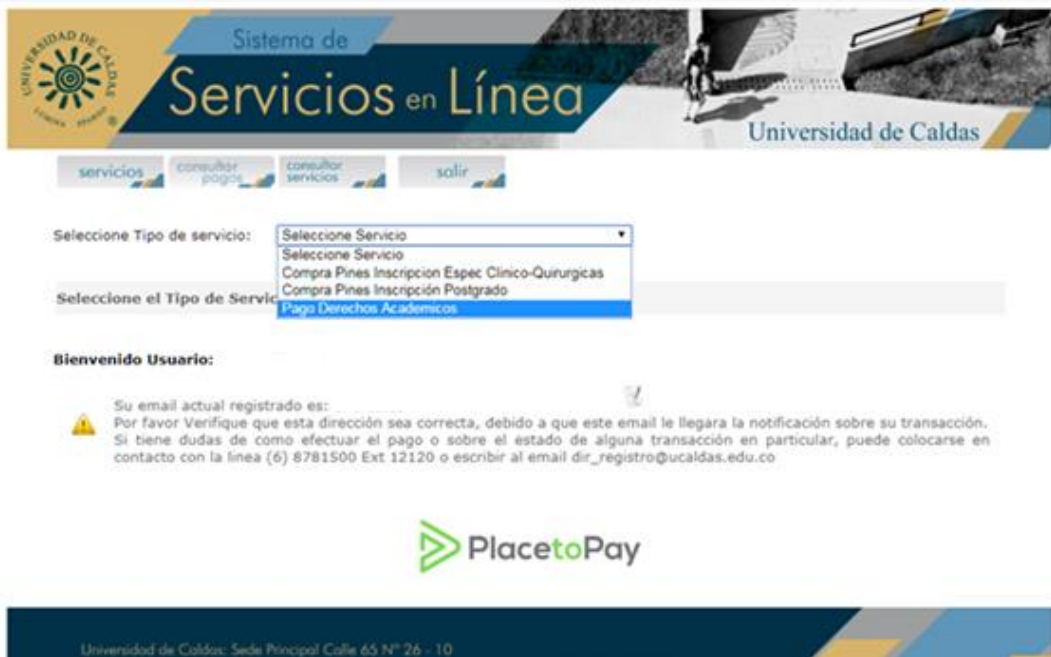 UNIVERSIDAD DE CALDAS
Sistema de
Servicios en Línea
Universidad de Caldas
servicios
consultar
pagos
consultar
servicios
salir
Seleccione Tipo de servicio:
Seleccione Servicio
Seleccione Servicio
Compra Pines Inscripcion Espec Clinico-Quirurgicas
Compra Pines Inscripción Postgrado
Pago Derechos Academicos
Seleccione el Tipo de Servic
Bienvenido Usuario:
Su email actual registrado es:
Por favor Verifique que esta dirección sea correcta, debido a que este email le llegara la notificación sobre su transacción.
Si tiene dudas de como efectuar el pago o sobre el estado de alguna transacción en particular, puede colocarse en
contacto con la linea (6) 8781500 Ext 12120 o escribir al email dir_registro@ucaldas.edu.co
PlacetoPay
Universidad de Caldas: Sede Principal Calle 65 N° 26 - 10